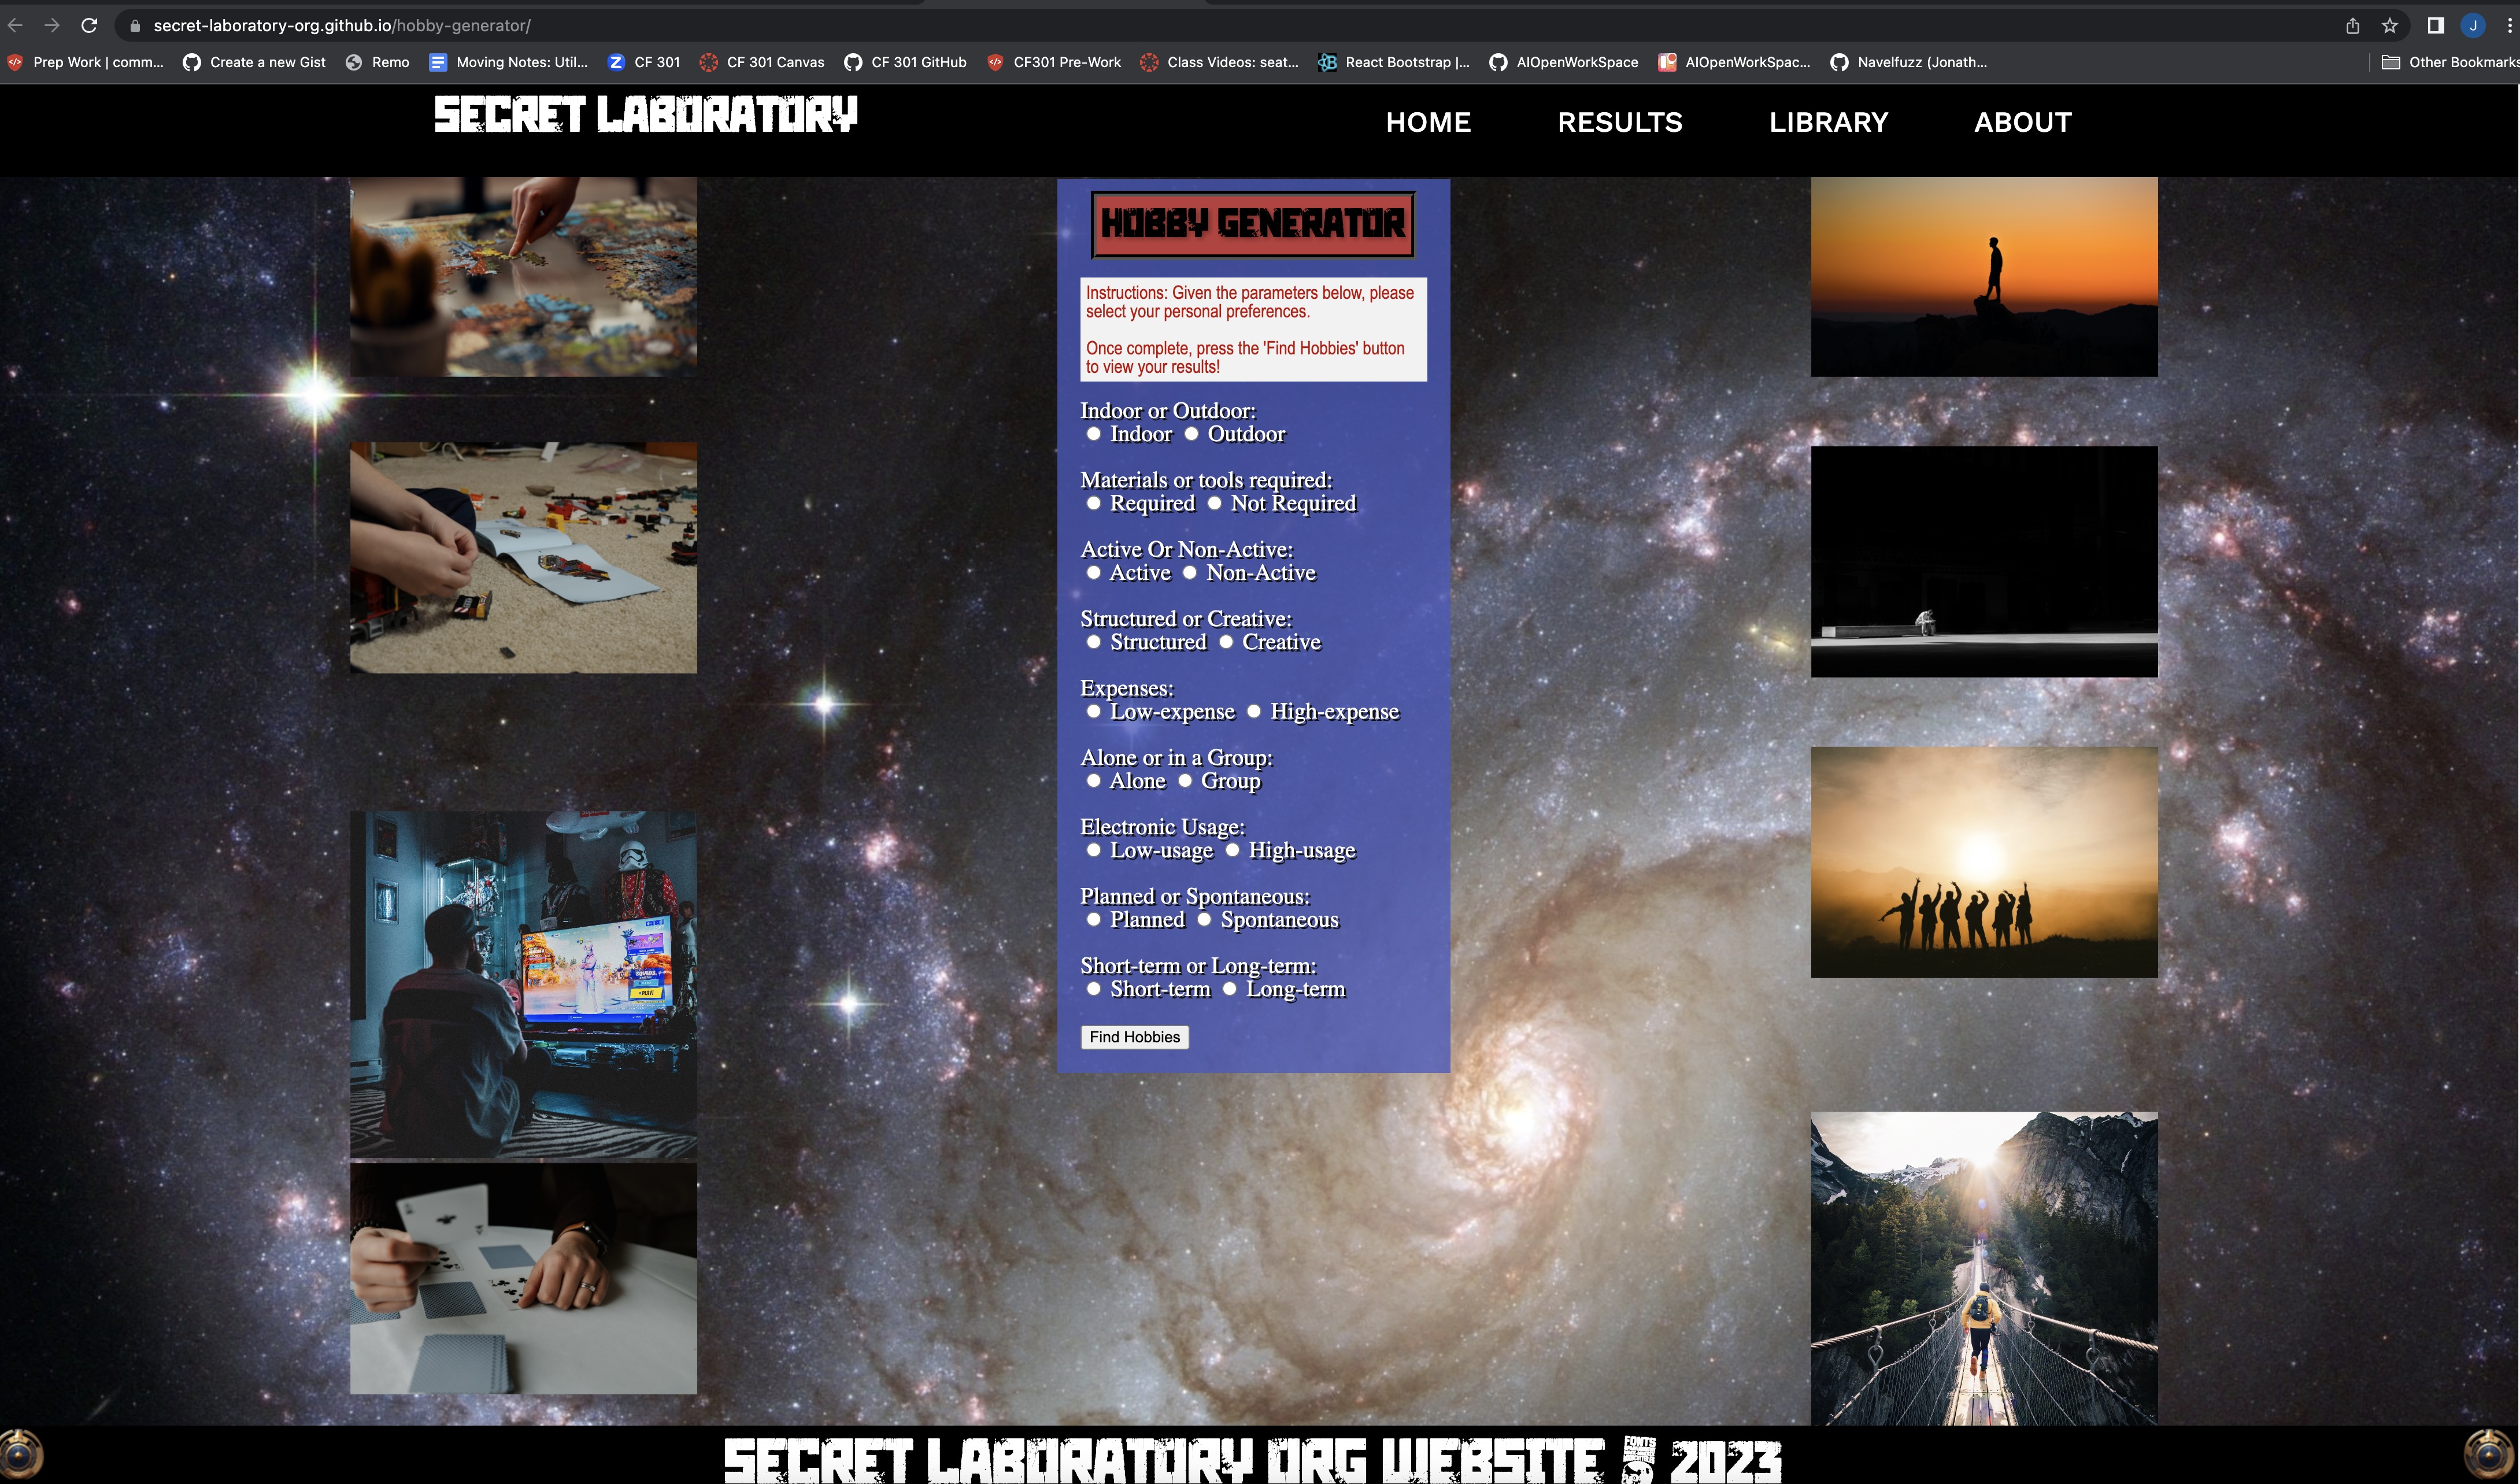 secret-laboratory-org.github.io/hobby-generator/
J
Prep Work | comm... Create a new Gist Remo Moving Notes: Util... CF 301 CF 301 Canvas CF 301 GitHub CF301 Pre-Work Class Videos: seat... React Bootstrap |... AIOpenWorkSpace AIOpenWorkSpac... Navelfuzz (Jonath... Other Bookmarks
SECRET LABORATORY
HOME RESULTS LIBRARY ABOUT
HOBBY GENERATOR
Instructions: Given the parameters below, please
select your personal preferences.
Once complete, press the 'Find Hobbies' button
to view your results!
Indoor or Outdoor:
Indoor Outdoor
Materials or tools required:
Required Not Required
Active Or Non-Active:
Active Non-Active
Structured or Creative:
Structured Creative
Expenses:
Low-expense High-expense
Alone or in a Group:
Alone Group
Electronic Usage:
Low-usage High-usage
Planned or Spontaneous:
Planned Spontaneous
Short-term or Long-term:
Short-term Long-term
Find Hobbies
SECRET LABORATORY ORG WEBSITE 2023